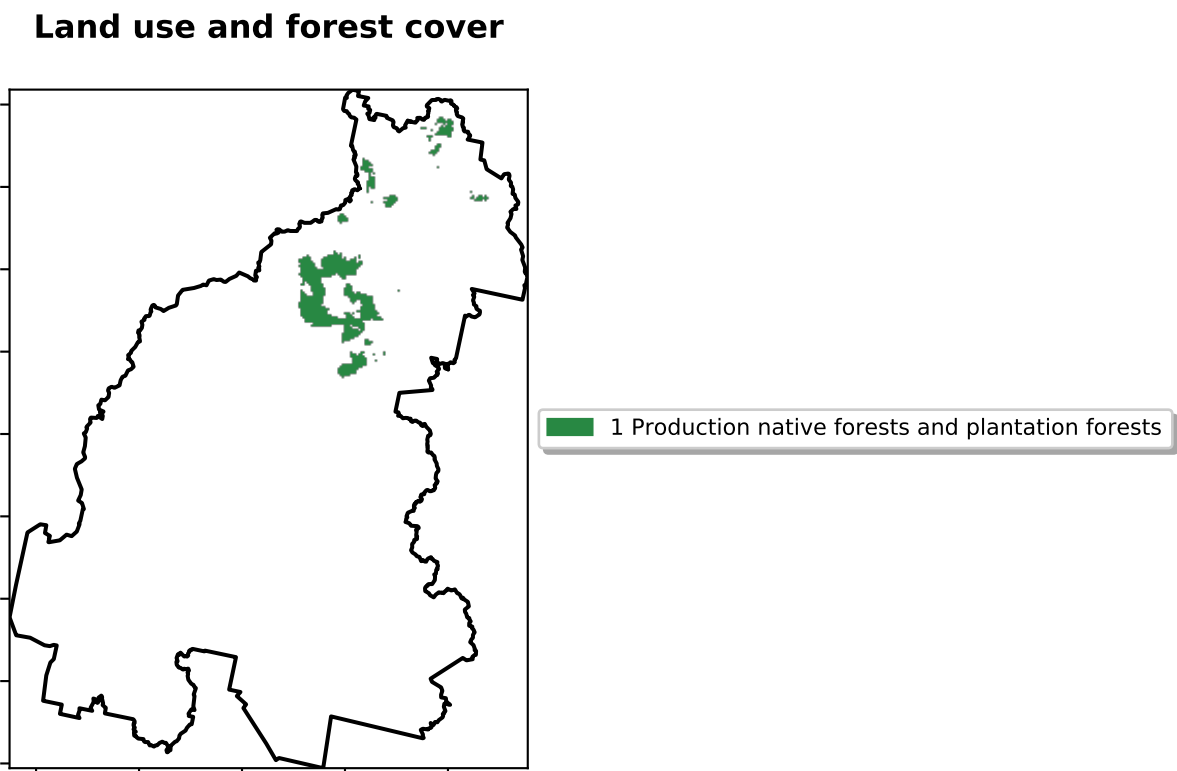 Land use and forest cover
1 Production native forests and plantation forests